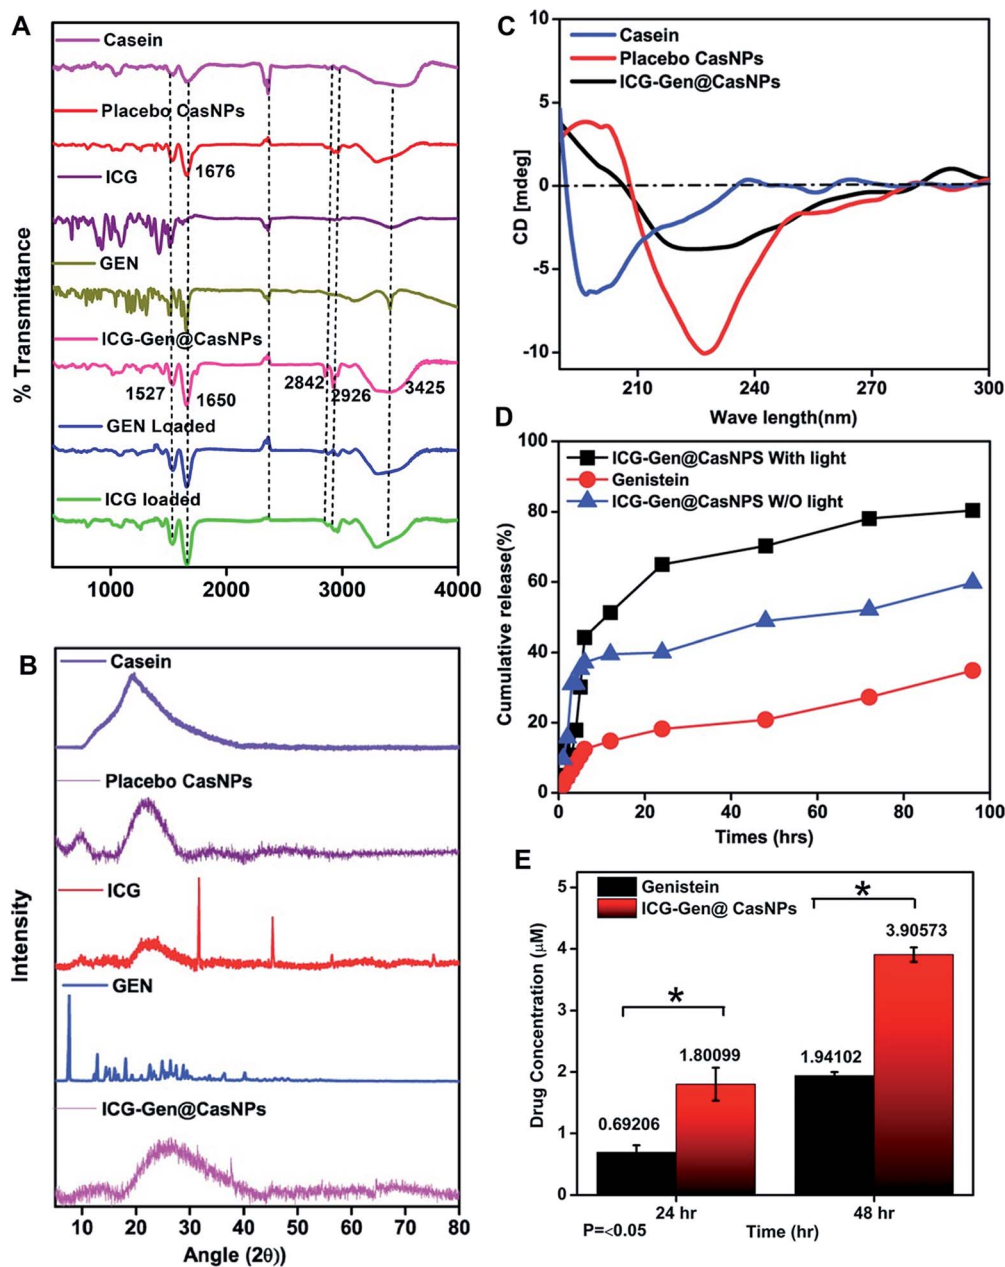 A
Casein
Placebo CasNPs
1676
ICG
GEN
ICG-Gen@CasNPs
1527
1650
2842
2926
3425
GEN Loaded
ICG loaded
% Transmittance
1000 2000 3000 4000
B
Casein
Placebo CasNPs
ICG
GEN
ICG-Gen@CasNPs
Intensity
10 20 30 40 50 60 70 80
Angle (2θ))
C
Casein
Placebo CasNPs
ICG-Gen@CasNPs
CD [mdeg]
10
5
0
-5
-10
210 240 270 300
Wave length(nm)
D
ICG-Gen@CasNPS With light
Genistein
ICG-Gen@CasNPS W/O light
Cumulative release(%)
100
80
60
40
20
0
0 20 40 60 80 100
Times (hrs)
E
Genistein
ICG-Gen@ CasNPs
Drug Concentration (μM)
5
4
3
2
1
0
*
*
0.69206
1.80099
1.94102
3.90573
24 hr 48 hr
P=<0.05
Time (hr)